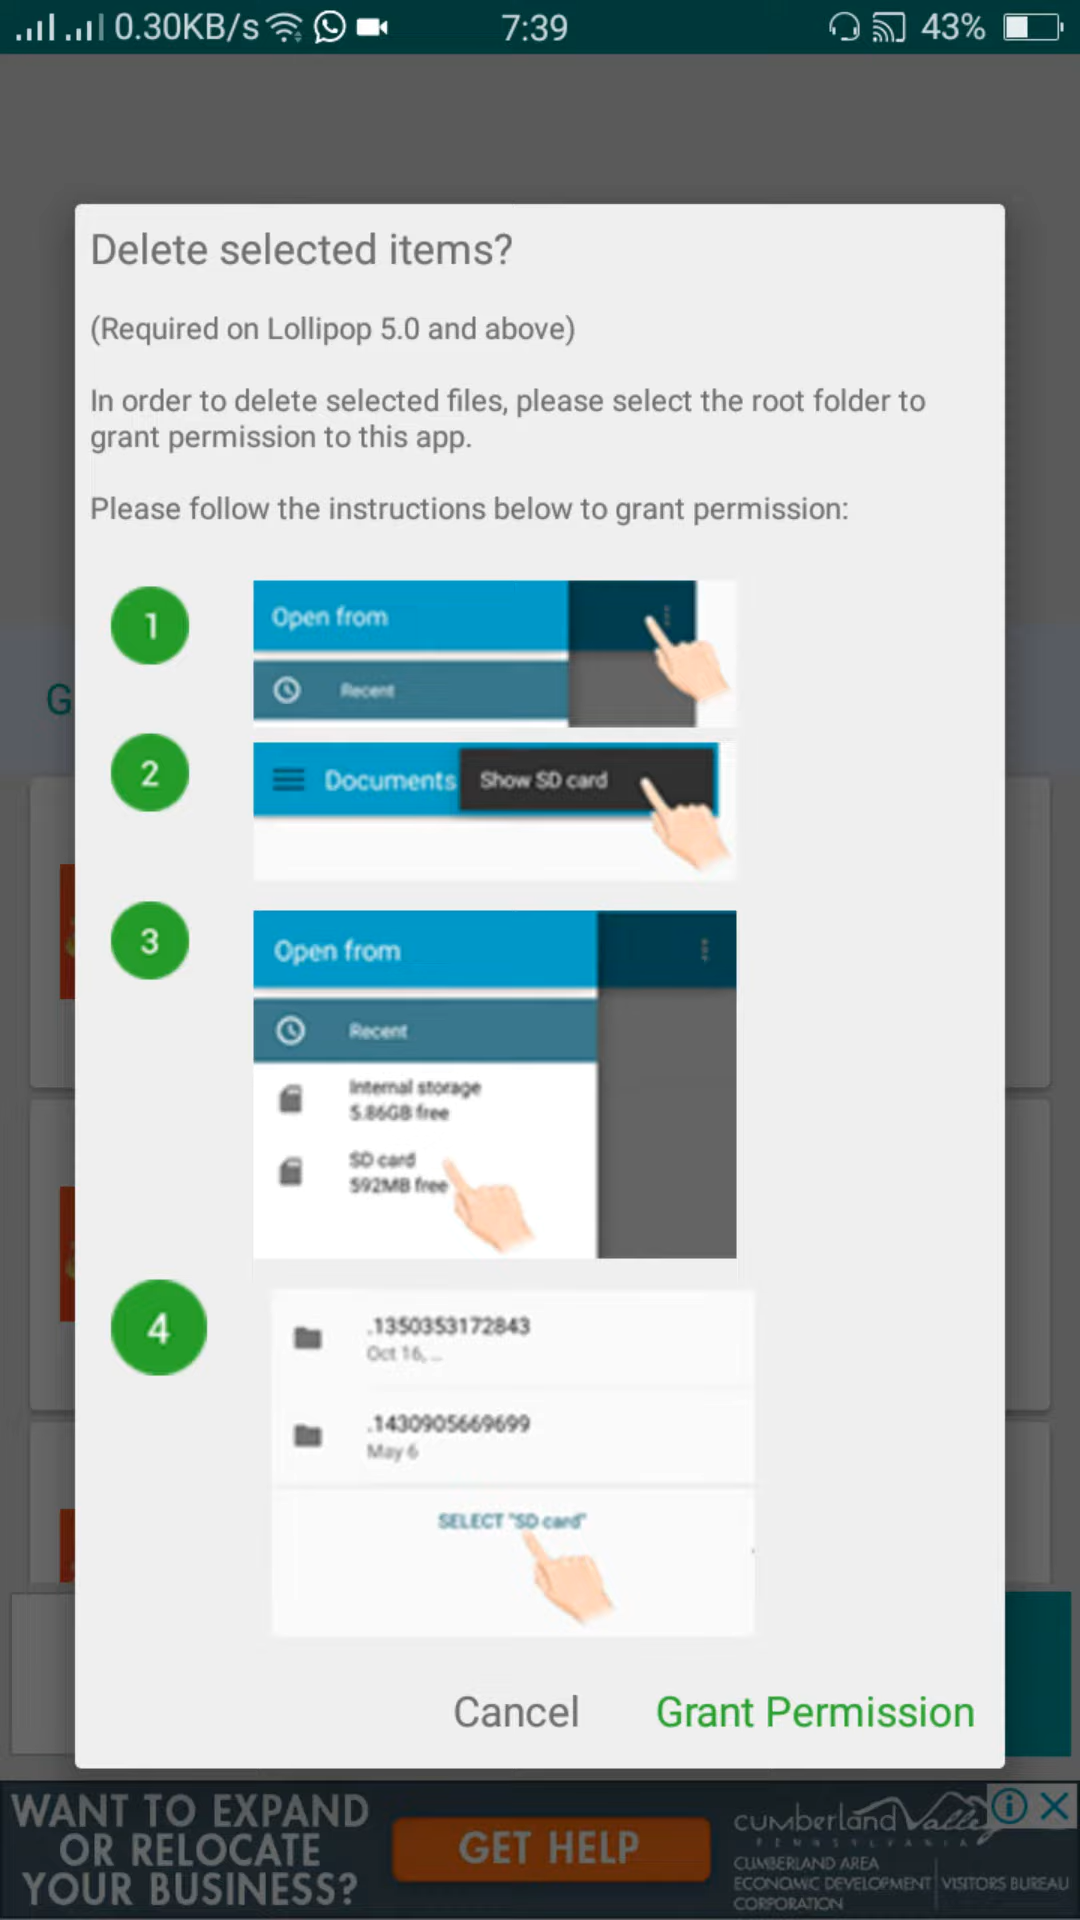 0.30KB/s 7:39 43%
Delete selected items?
(Required on Lollipop 5.0 and above)
In order to delete selected files, please select the root folder to
grant permission to this app.
Please follow the instructions below to grant permission:
G
1
Open from
Recent
2
Documents Show SD card
3
Open from
Recent
Internal storage
5.86GB free
SD card
592MB free
4
.1350353172843
Oct 16, ...
.1430905669699
May 6
SELECT "SD card"
Cancel Grant Permission
WANT TO EXPAND
OR RELOCATE
YOUR BUSINESS?
GET HELP
cumberland Valley
PENNSYLVANIA
CUMBERLAND AREA
ECONOMIC DEVELOPMENT
CORPORATION
VISITORS BUREAU